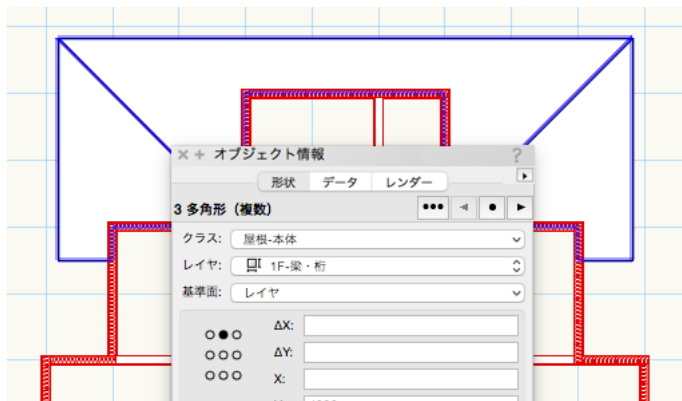 オブジェクト情報 ?
形状 データ レンダー
3 多角形（複数）
クラス: 屋根-本体
レイヤ: 1F-梁・桁
基準面: レイヤ
ΔX:
ΔY:
X: